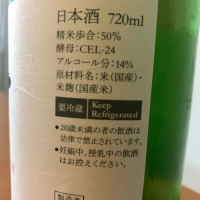 日本酒 720ml
精米歩合:50%
酵母:CEL-24
アルコール分:14%
原材料名:米(国産)・
米麹(国産米)
要冷蔵 Keep Refrigerated
•20歳未満の者の飲酒は
法律で禁止されています。
•妊娠中、授乳中の飲酒は
お控えください。
製造者